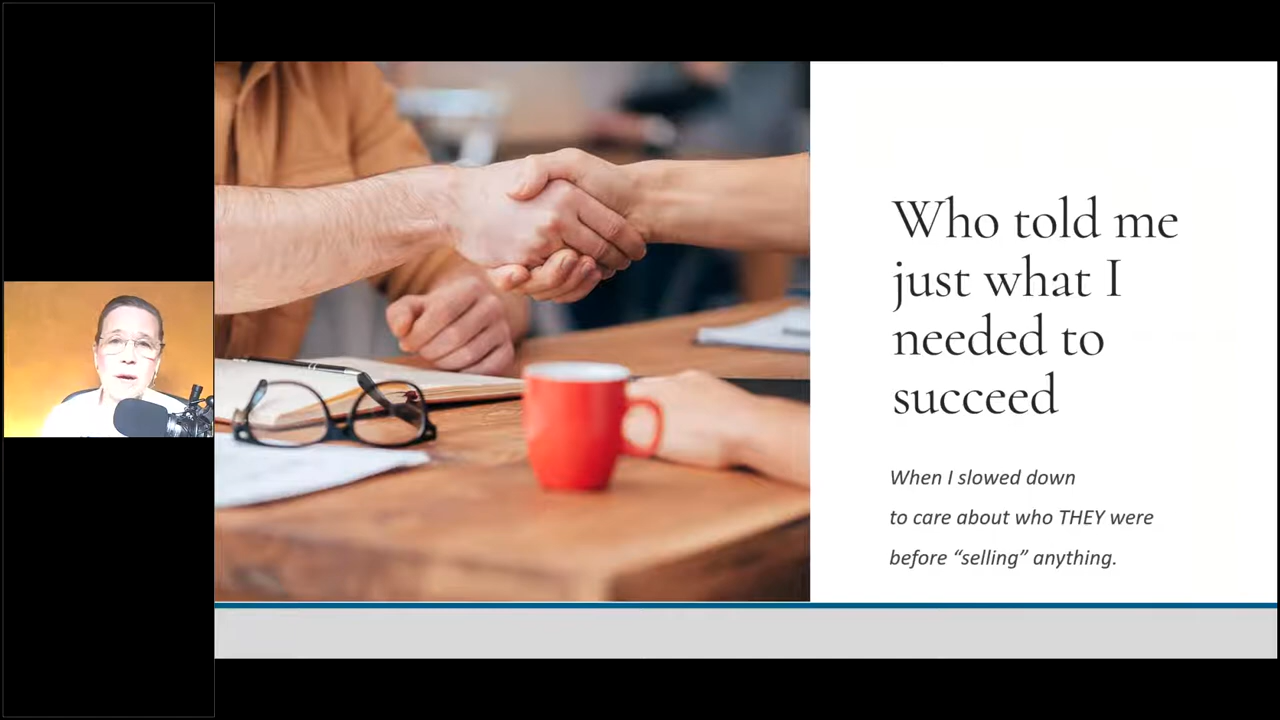 Who told me
just what I
needed to
succeed
When I slowed down
to care about who THEY were
before “selling” anything.